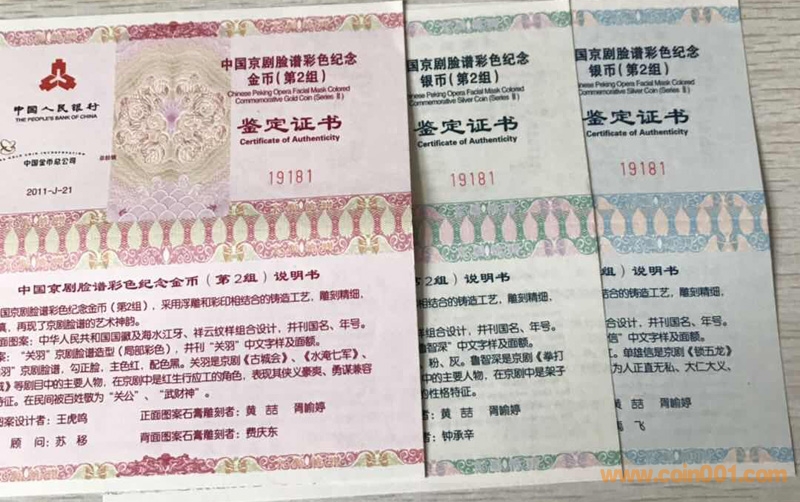 中国人民银行
THE PEOPLE'S BANK OF CHINA
中国金币总公司
2011-J-21
中国京剧脸谱彩色纪念
金币(第2组)
Chinese Peking Opera Facial Mask Colored
Commemorative Gold Coin (Series Ⅱ)
鉴定证书
Certificate of Authenticity
19181
中国京剧脸谱彩色纪念金币(第2组)说明书
国京剧脸谱彩色纪念金币(第2组),采用浮雕和彩印相结合的铸造工艺,雕刻精细,
真,再现了京剧脸谱的艺术神韵。
面图案:中华人民共和国国徽及海水江牙、祥云纹样组合设计,并刊国名、年号。
案:“关羽”京剧脸谱造型(局部彩色),并刊“关羽”中文字样及面额。
羽”京剧脸谱,勾正脸,主色红,配色黑。关羽是京剧《古城会》、《水淹七军》、
》等剧目中的主要人物,在京剧中是红生行应工的角色,表现其侠义豪爽、勇谋兼容
特征。在民间被百姓敬为“关公”、“武财神”。
案设计者:王虎鸣
正面图案石膏雕刻者:黄 喆 胥喻婷
顾问:苏 移
背面图案石膏雕刻者:费庆东
国京剧脸谱彩色纪念
银币(第2组)
Chinese Peking Opera Facial Mask Colored
Commemorative Silver Coin (Series Ⅱ)
鉴定证书
Certificate of Authenticity
19181
2组)说明书
相结合的铸造工艺,雕刻精细,
样组合设计,并刊国名、年号。
智深”中文字样及面额。
、粉、灰。鲁智深是京剧《拳打
中的主要人物,在京剧中是架子
的性格特征。
黄 喆 胥喻婷
钟承辛
国京剧脸谱彩色纪念
银币(第2组)
Chinese Peking Opera Facial Mask Colored
Commemorative Silver Coin (Series Ⅱ)
鉴定证书
Certificate of Authenticity
19181
组)说明书
结合的铸造工艺,雕刻精细,
组合设计,并刊国名、年号。
信”中文字样及面额。
红。单雄信是京剧《锁五龙》
为人正直无私、大仁大义。
黄 喆 胥喻婷
飞
www.coin001.com